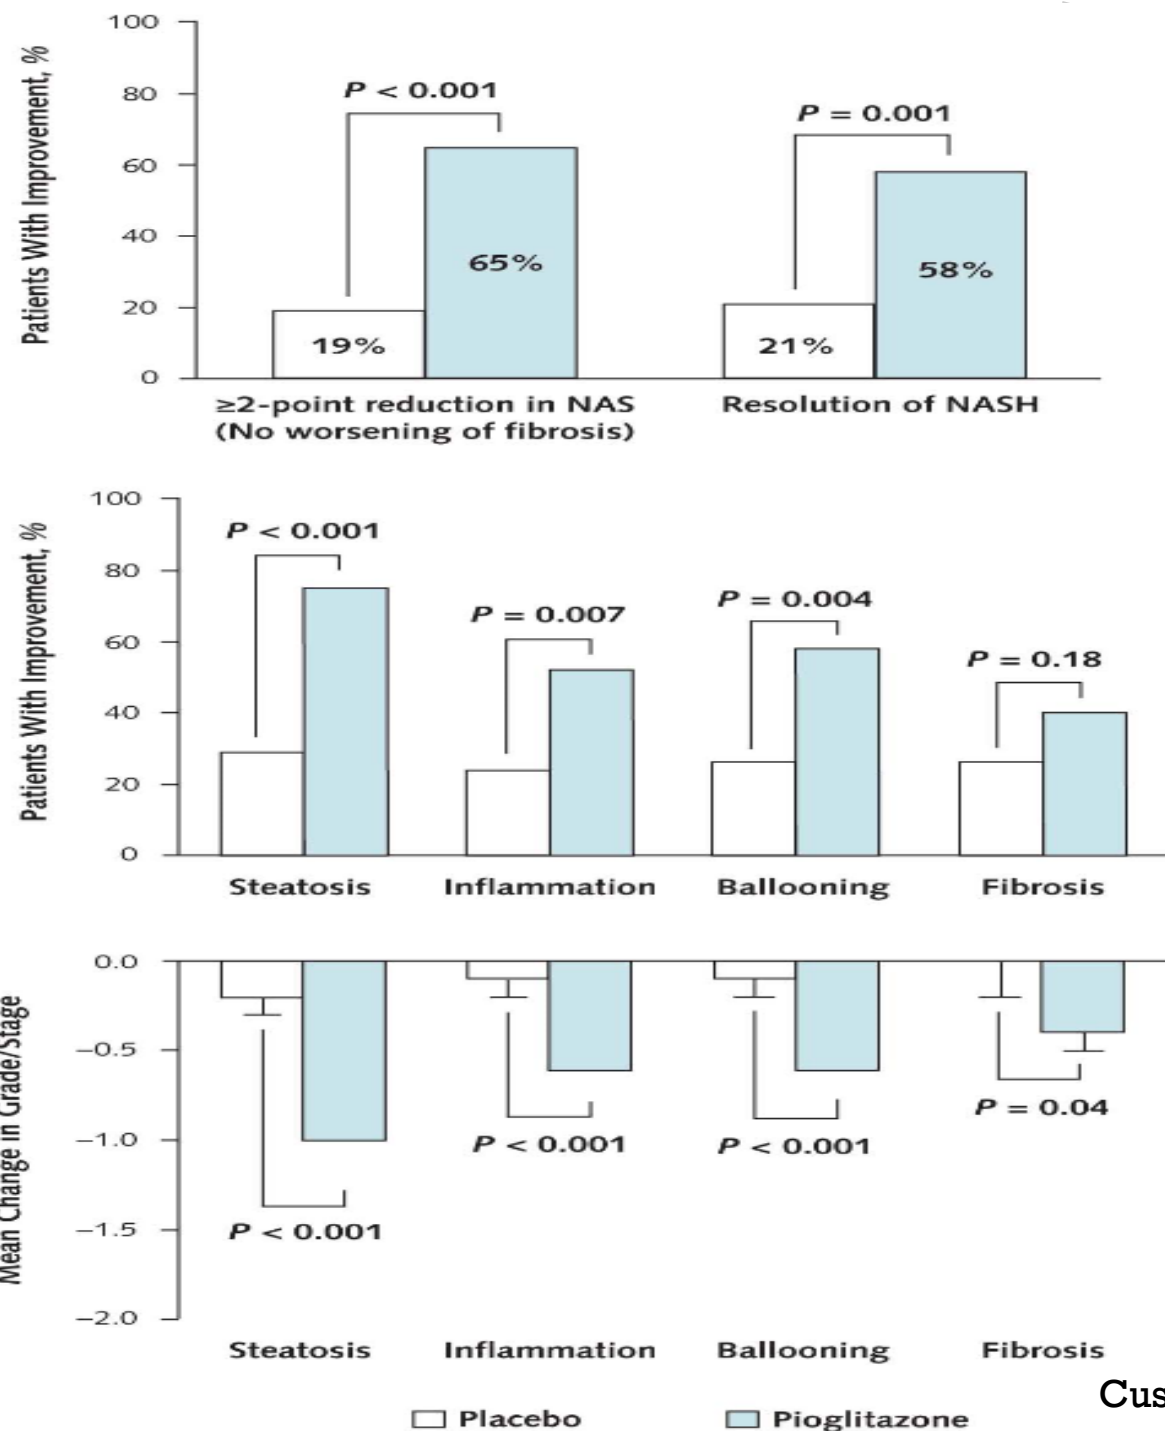 100
P < 0.001
80
P = 0.001
60
40
65%
58%
20
19%
21%
0
Patients With Improvement, %
≥2-point reduction in NAS
(No worsening of fibrosis)
Resolution of NASH
100
P < 0.001
80
P = 0.007
P = 0.004
60
P = 0.18
40
20
0
Patients With Improvement, %
Steatosis
Inflammation
Ballooning
Fibrosis
0.0
−0.5
−1.0
−1.5
−2.0
Mean Change in Grade/Stage
P < 0.001
P < 0.001
P < 0.001
P = 0.04
Steatosis
Inflammation
Ballooning
Fibrosis
Cus
Placebo
Pioglitazone